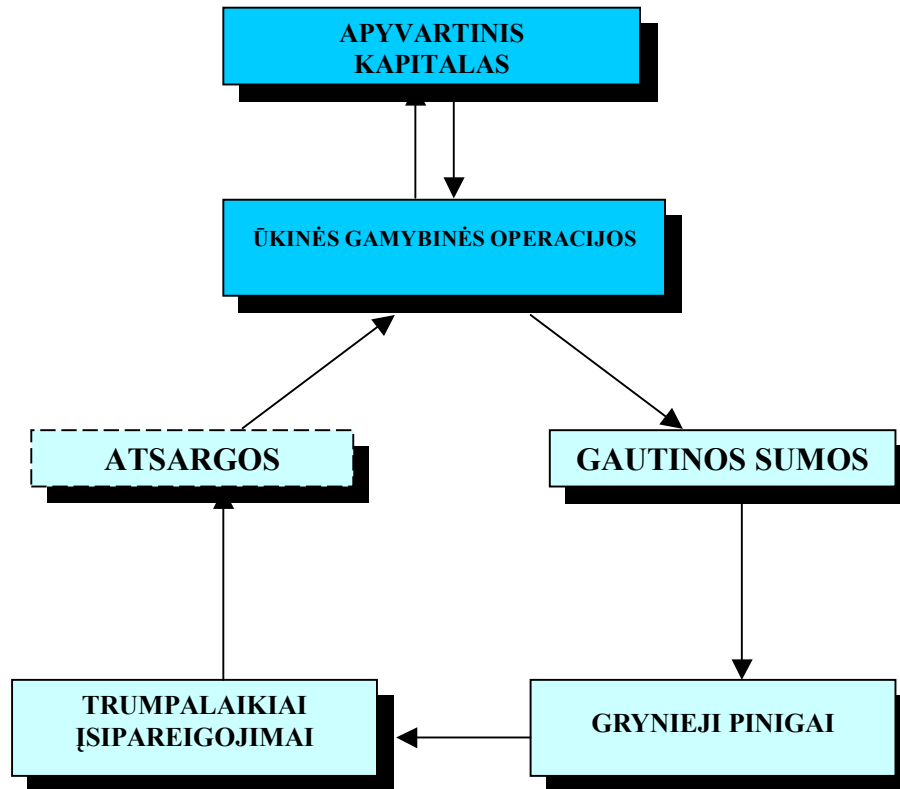 APYVARTINIS
KAPITALAS
ŪKINĖS GAMYBINĖS OPERACIJOS
ATSARGOS
GAUTINOS SUMOS
TRUMPALAIKIAI
ĮSIPAREIGOJIMAI
GRYNIEJI PINIGAI